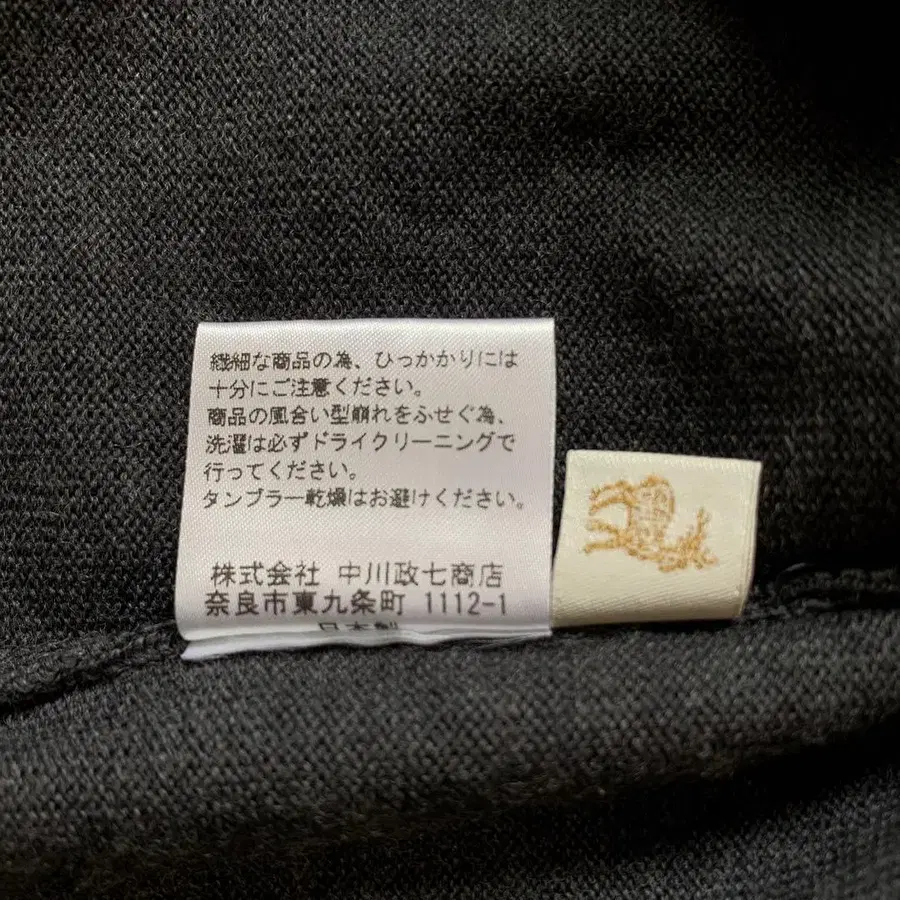 繊細な商品の為、ひっかかりには
十分にご注意ください。
商品の風合い型崩れをふせぐ為、
洗濯は必ずドライクリーニングで
行ってください。
タンブラー乾燥はお避けください。
株式会社 中川政七商店
奈良市東九条町 1112-1
日本製